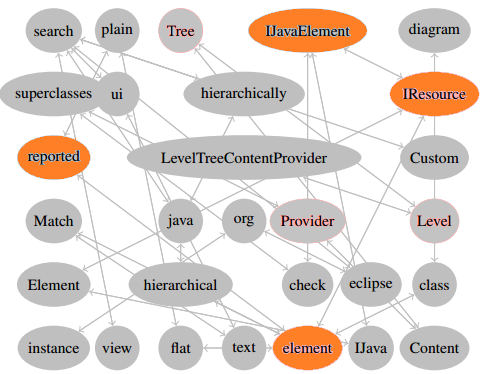 search plain Tree IJavaElement diagram
superclasses ui hierarchically IResource
reported LevelTreeContentProvider Custom
Match java org Provider Level
Element hierarchical check eclipse class
instance view flat text element IJava Content